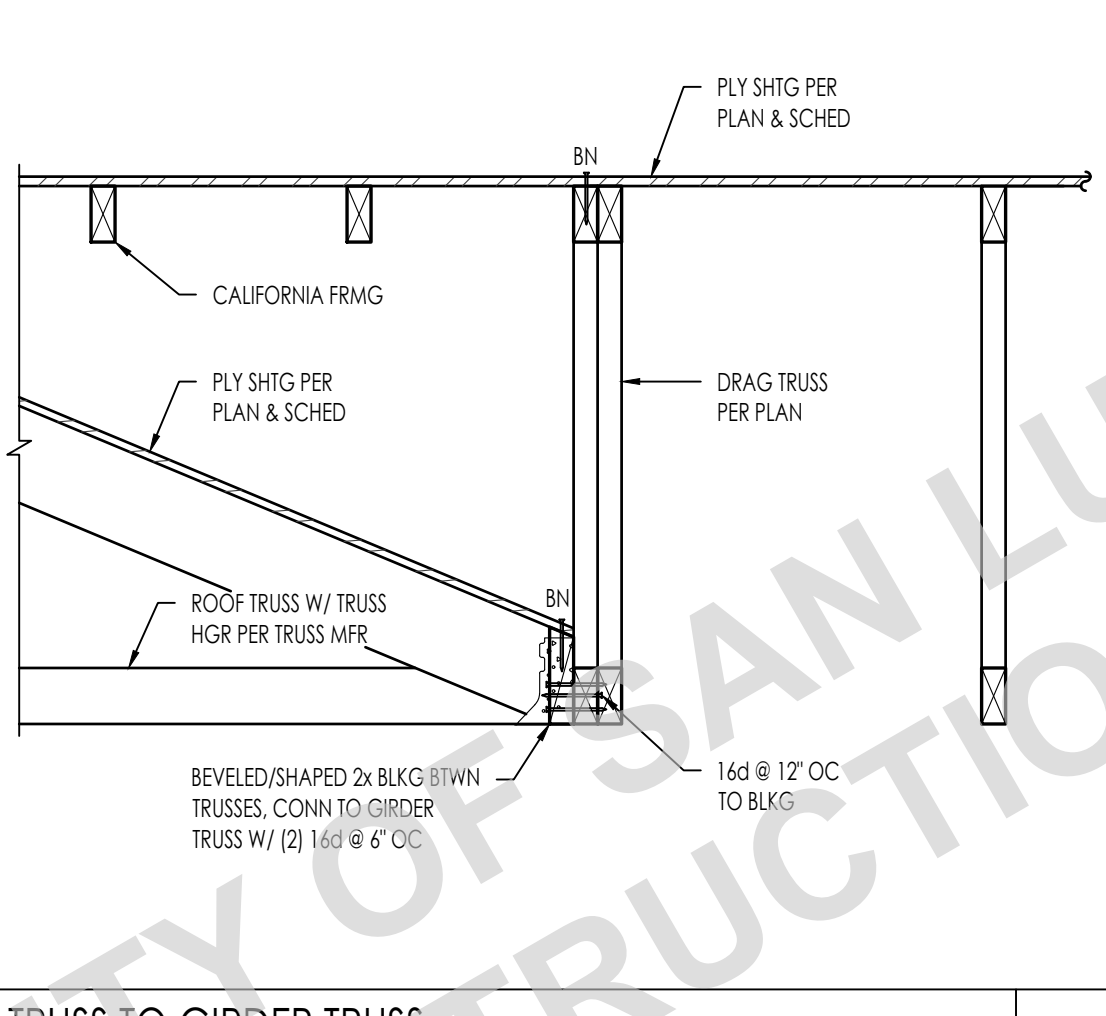 PLY SHTG PER
PLAN & SCHED
BN
CALIFORNIA FRMG
PLY SHTG PER
PLAN & SCHED
DRAG TRUSS
PER PLAN
BN
ROOF TRUSS W/ TRUSS
HGR PER TRUSS MFR
BEVELED/SHAPED 2x BLKG BTWN
TRUSSES, CONN TO GIRDER
TRUSS W/ (2) 16d @ 6" OC
16d @ 12" OC
TO BLKG
OF SAN
TRUSS TO GIRDER TRUSS